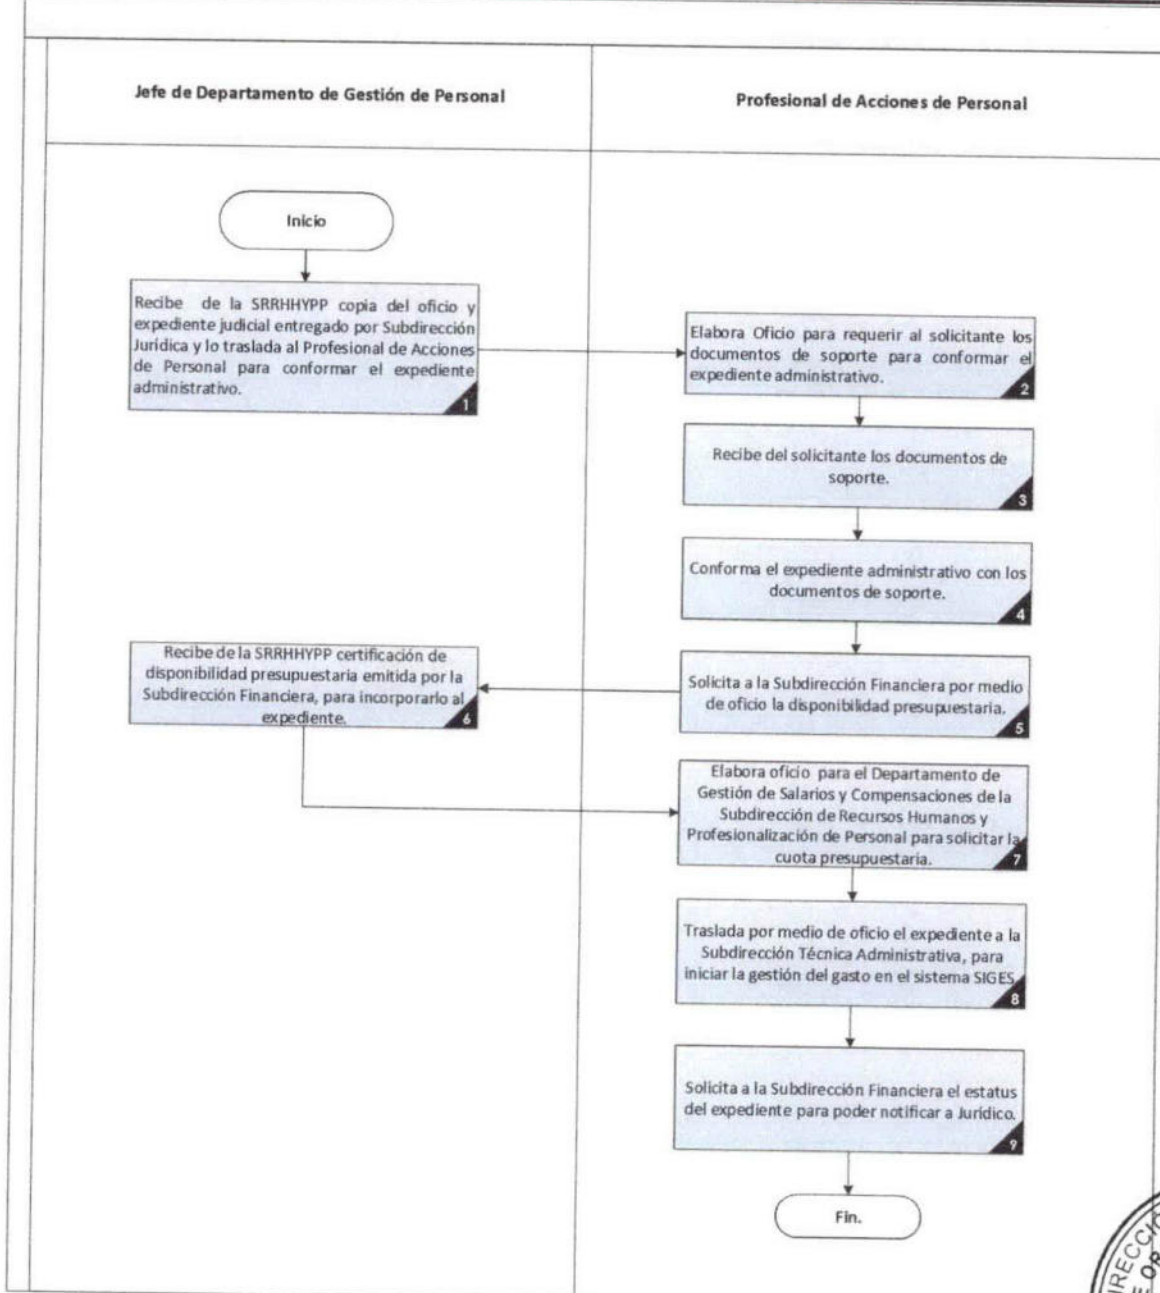 Jefe de Departamento de Gestión de Personal
Profesional de Acciones de Personal
Inicio
Recibe de la SRRHHYPP copia del oficio y
expediente judicial entregado por Subdirección
Jurídica y lo traslada al Profesional de Acciones
de Personal para conformar el expediente
administrativo.
1
Elabora Oficio para requerir al solicitante los
documentos de soporte para conformar el
expediente administrativo.
2
Recibe del solicitante los documentos de
soporte.
3
Conforma el expediente administrativo con los
documentos de soporte.
4
Solicita a la Subdirección Financiera por medio
de oficio la disponibilidad presupuestaria.
5
Recibe de la SRRHHYPP certificación de
disponibilidad presupuestaria emitida por la
Subdirección Financiera, para incorporarlo al
expediente.
6
Elabora oficio para el Departamento de
Gestión de Salarios y Compensaciones de la
Subdirección de Recursos Humanos y
Profesionalización de Personal para solicitar la
cuota presupuestaria.
7
Traslada por medio de oficio el expediente a la
Subdirección Técnica Administrativa, para
iniciar la gestión del gasto en el sistema SIGES
8
Solicita a la Subdirección Financiera el estatus
del expediente para poder notificar a Jurídico.
9
Fin.